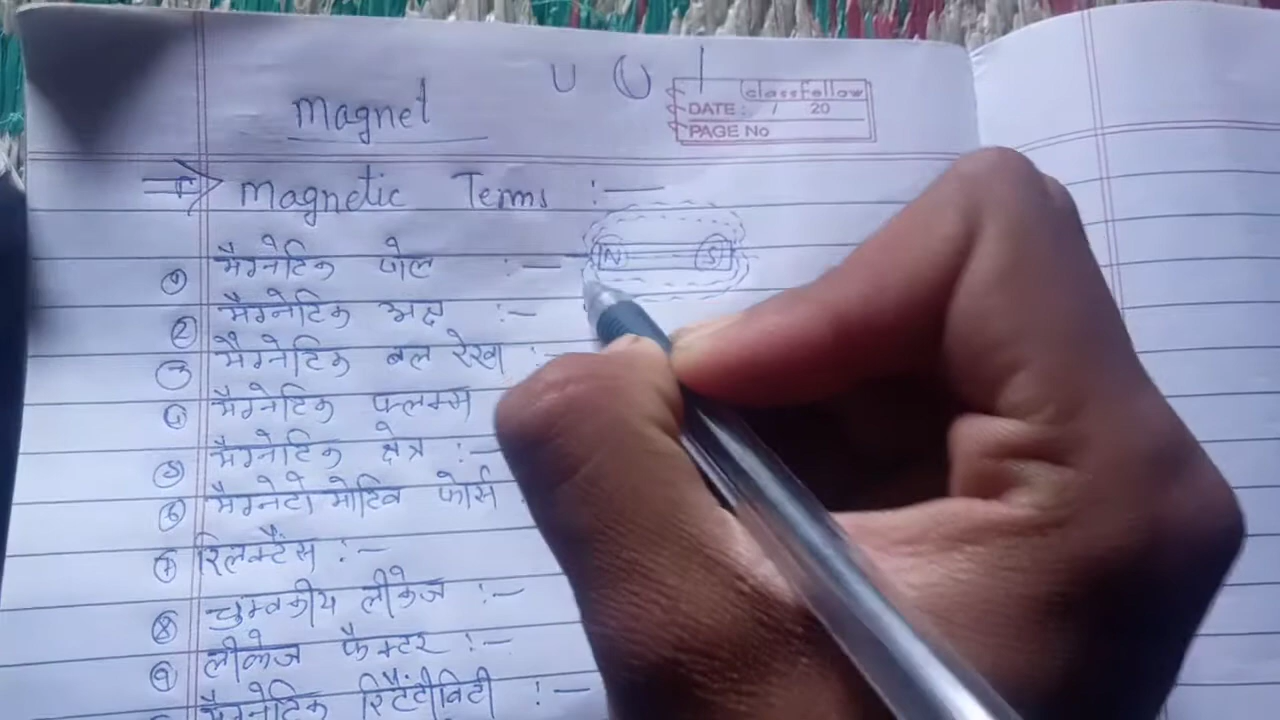 U U |
classfellow
Magnet
DATE : / 20
PAGE No
⇒ Magnetic Terms :—
① मैग्नेटिक पोल :—
N S
② मैग्नेटिक अक्ष :—
③ मैग्नेटिक बल रेखा :—
④ मैग्नेटिक फ्लक्स
⑤ मैग्नेटिक क्षेत्र :—
⑥ मैग्नेटो मोटिव फोर्स
⑦ रिलक्टैंस :—
⑧ चुम्बकीय लीकेज :—
⑨ लीकेज फैक्टर :—
मैग्नेटिक रिटैंटीविटी :—